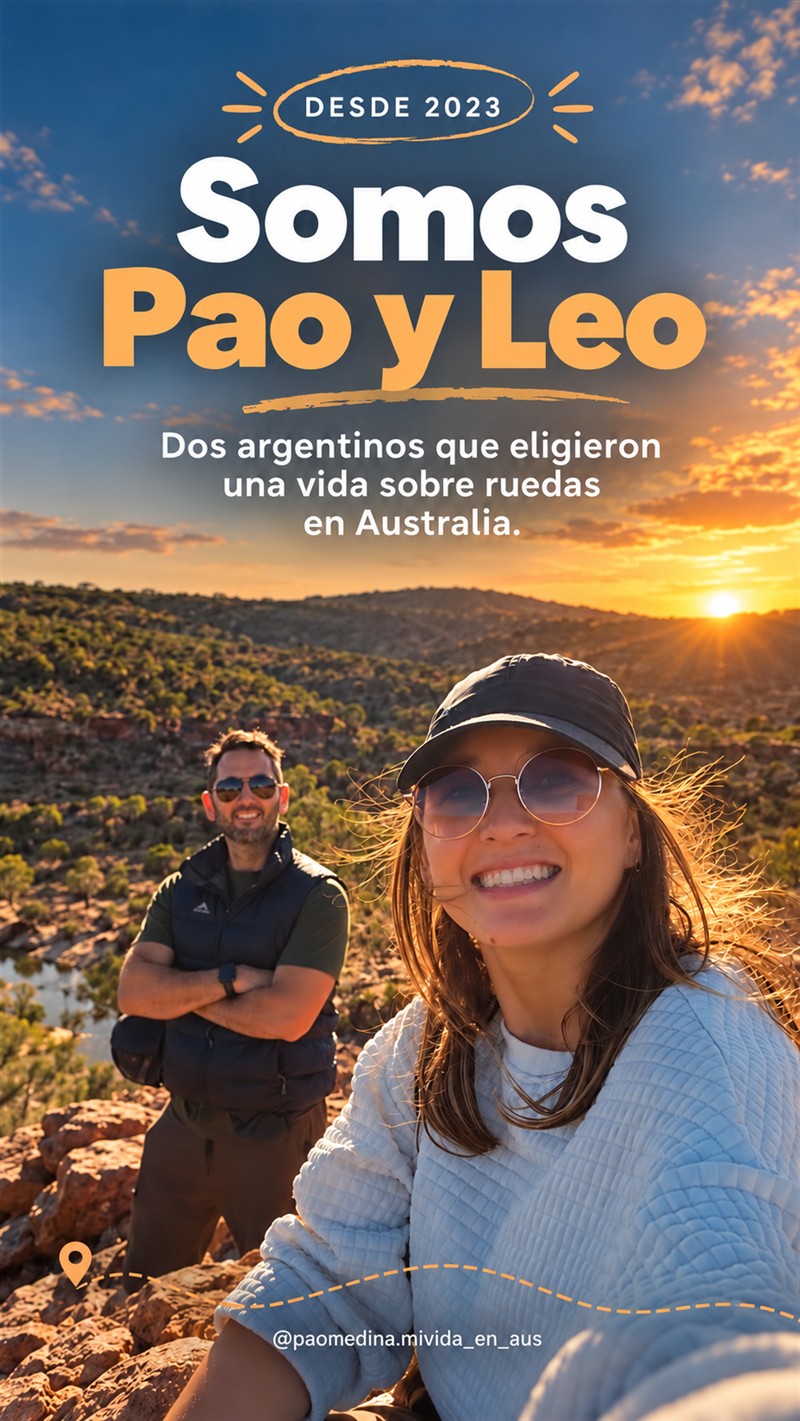 DESDE 2023
Somos
Pao y Leo
Dos argentinos que eligieron
una vida sobre ruedas
en Australia.
@paomedina.mivida_en_aus